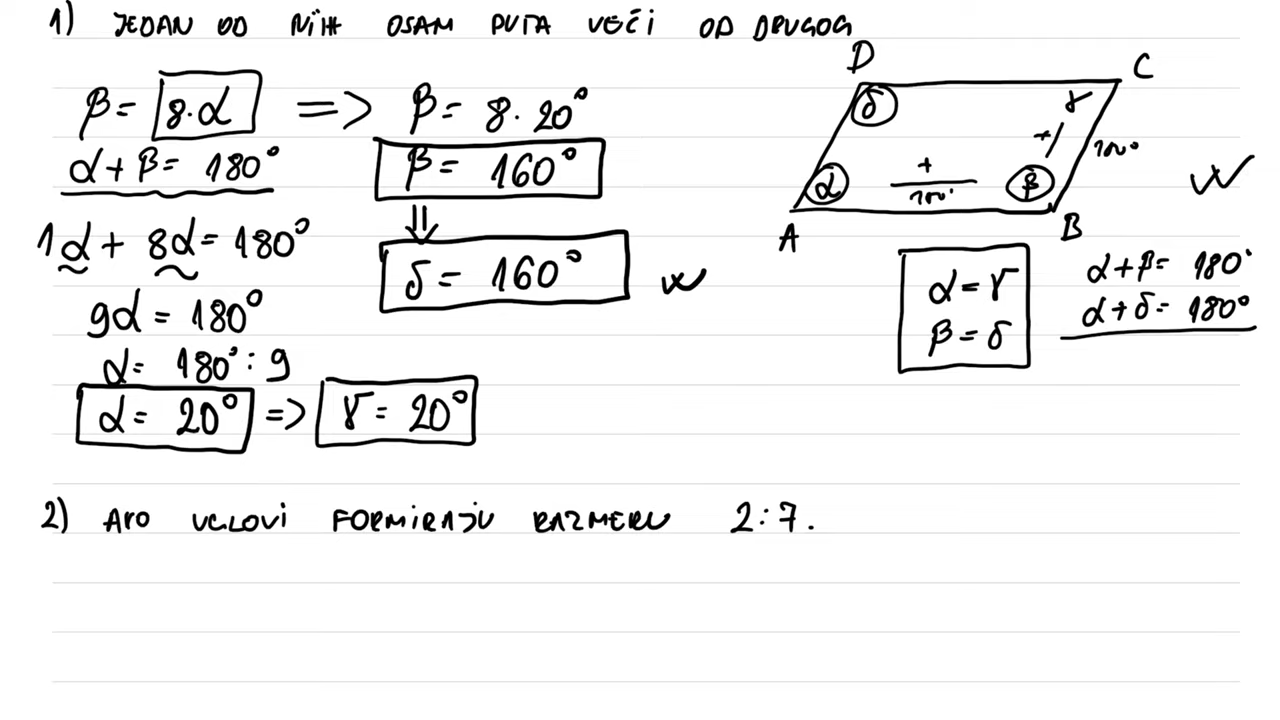 1) JEDAN OD NJIH OSAM PUTA VEĆI OD DRUGOG
β = 8·α => β = 8·20°
α + β = 180°
β = 160°
1α + 8α = 180°
⇓
δ = 160°
9α = 180°
α = 180° : 9
α = 20° => γ = 20°
D
C
δ
γ
α
β
A
B
α = γ
β = δ
α + β = 180°
α + δ = 180°
2) AKO UGLOVI FORMIRAJU RAZMERU 2:7.